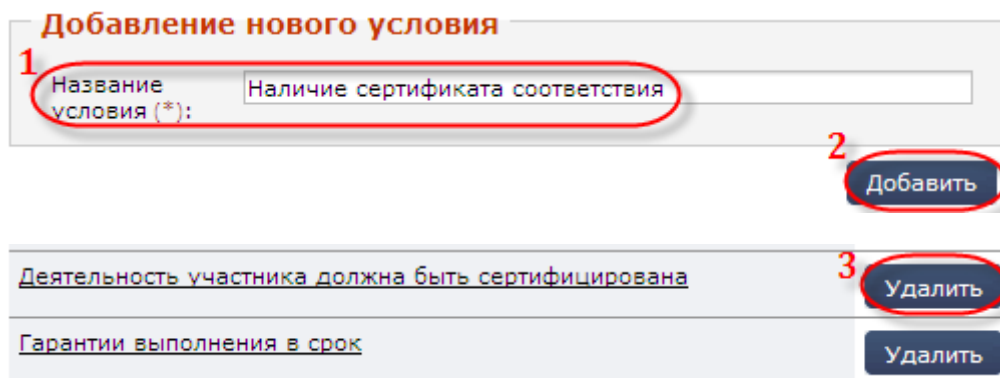 Добавление нового условия
1
Название
условия (*):
Наличие сертификата соответствия
2
Добавить
Деятельность участника должна быть сертифицирована
3
Удалить
Гарантии выполнения в срок
Удалить